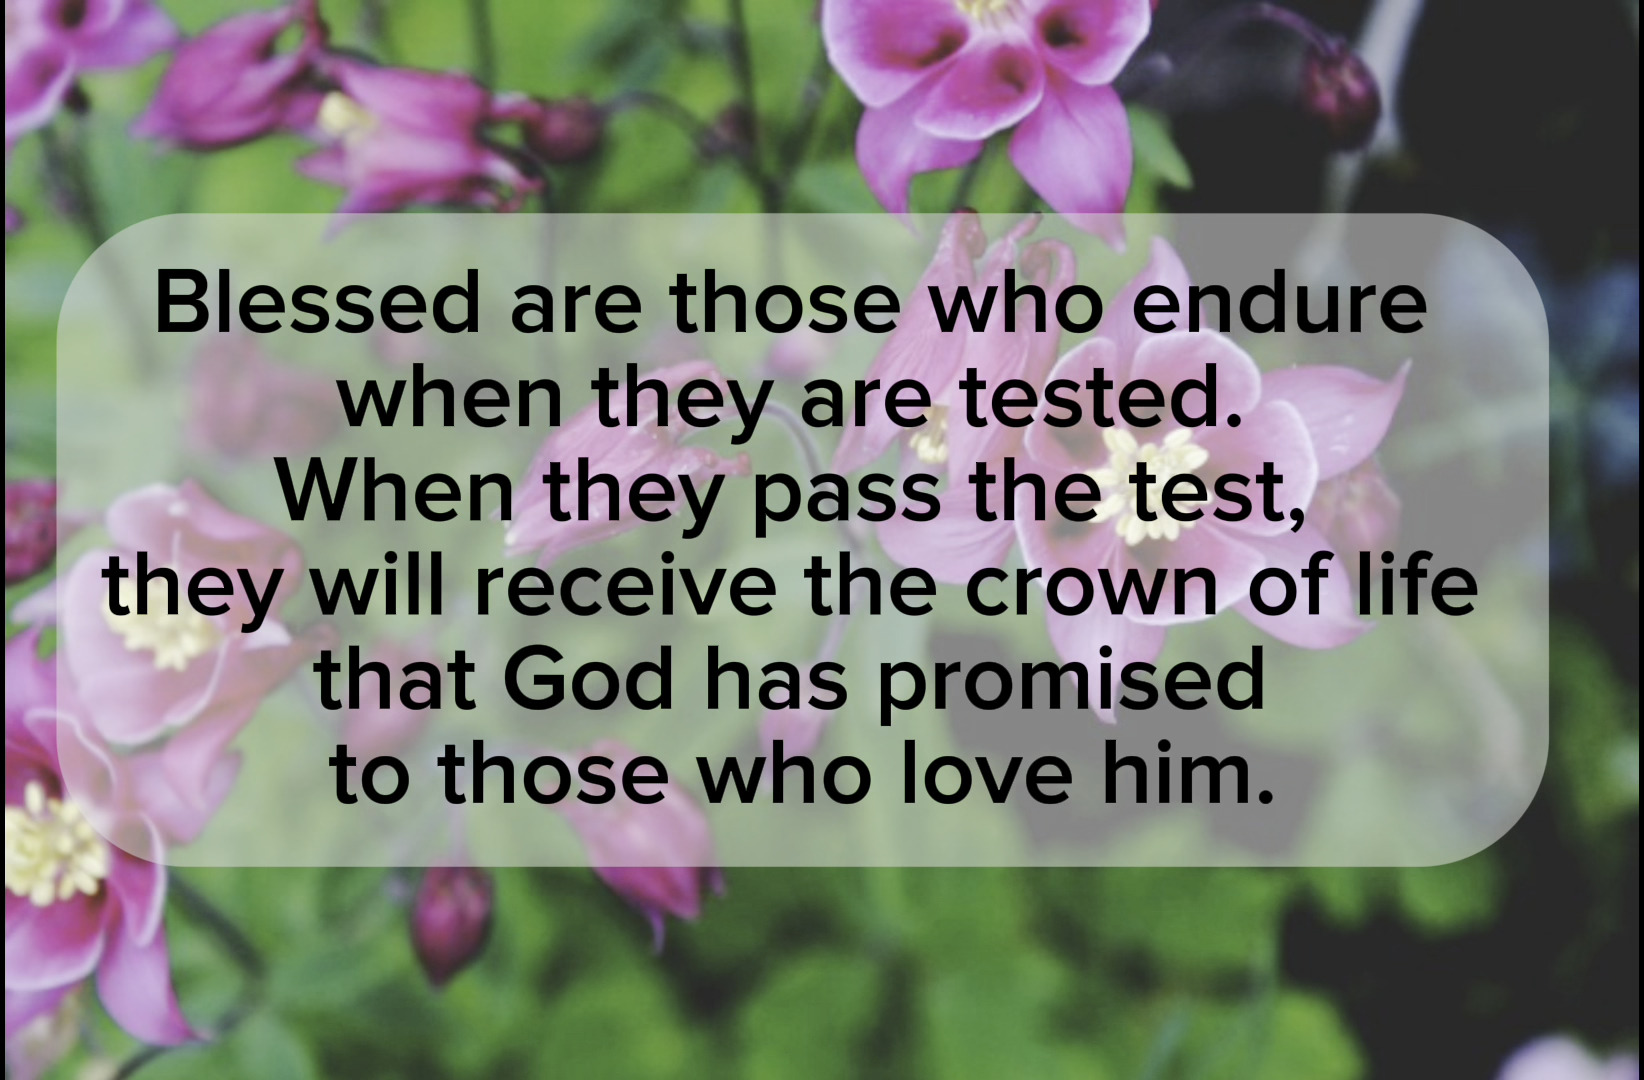 Blessed are those who endure
when they are tested.
When they pass the test,
they will receive the crown of life
that God has promised
to those who love him.